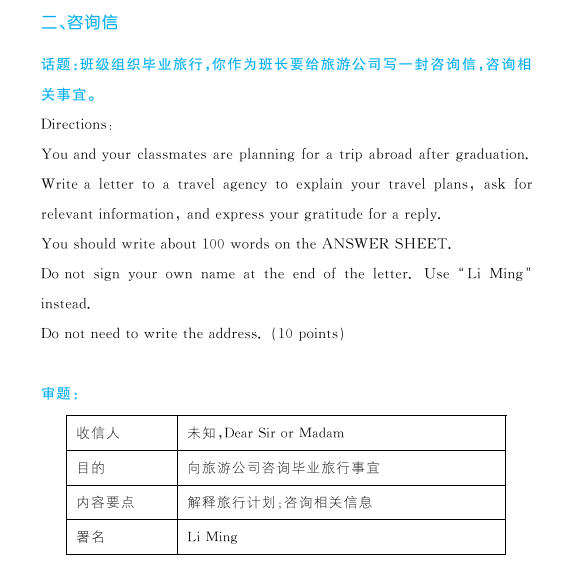 二、咨询信
话题:班级组织毕业旅行,你作为班长要给旅游公司写一封咨询信,咨询相
关事宜。
Directions:
You and your classmates are planning for a trip abroad after graduation.
Write a letter to a travel agency to explain your travel plans, ask for
relevant information, and express your gratitude for a reply.
You should write about 100 words on the ANSWER SHEET.
Do not sign your own name at the end of the letter. Use “Li Ming”
instead.
Do not need to write the address. (10 points)
审题:
收信人 未知,Dear Sir or Madam
目的 向旅游公司咨询毕业旅行事宜
内容要点 解释旅行计划;咨询相关信息
署名 Li Ming